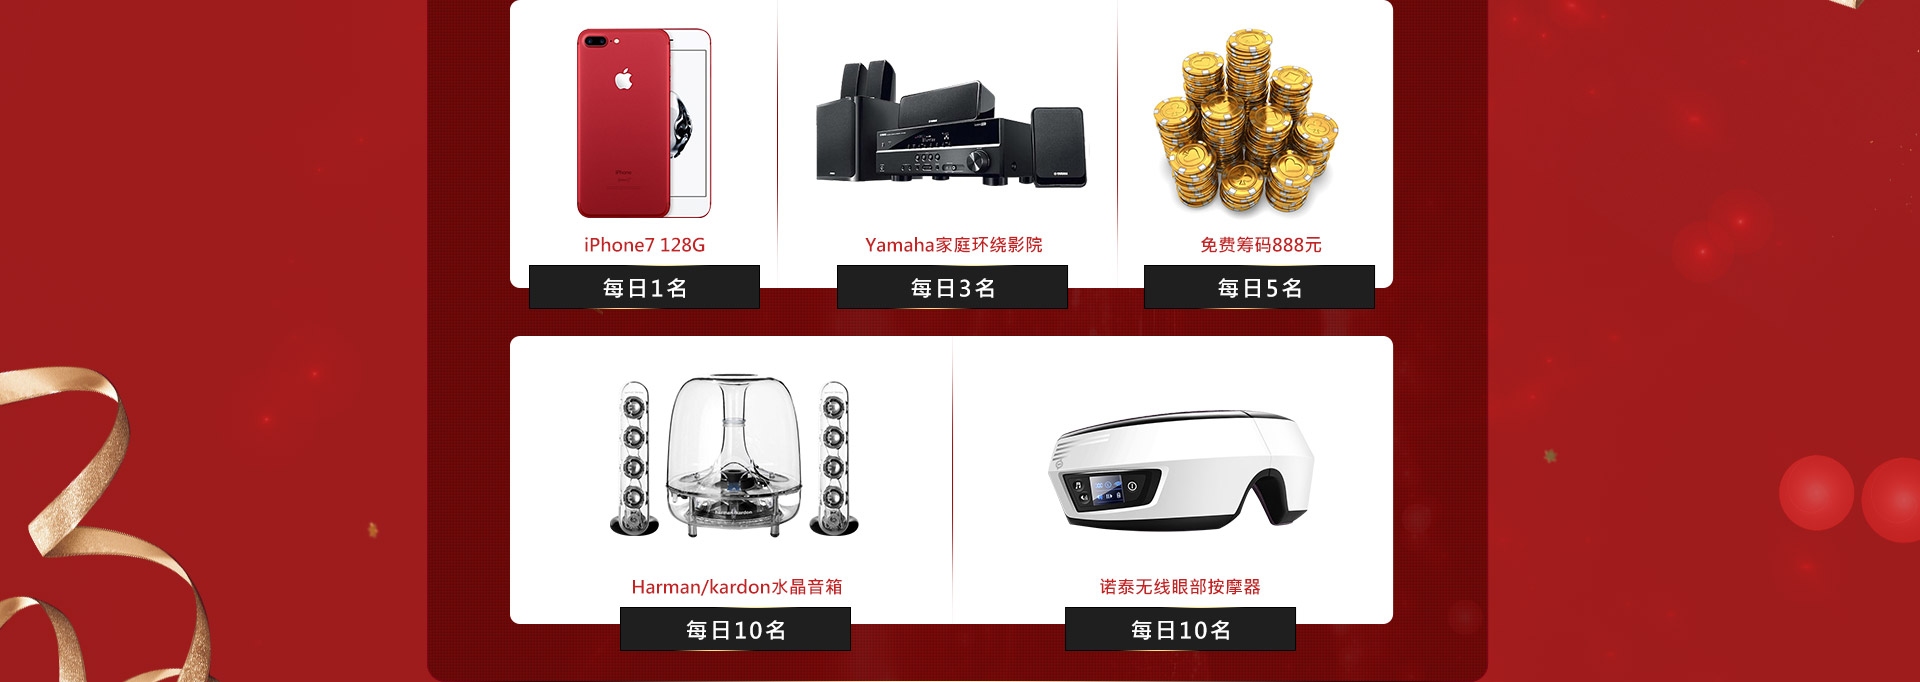 iPhone7 128G
Yamaha家庭环绕影院
免费筹码888元
每日1名
每日3名
每日5名
harman/kardon
Harman/kardon水晶音箱
诺泰无线眼部按摩器
每日10名
每日10名